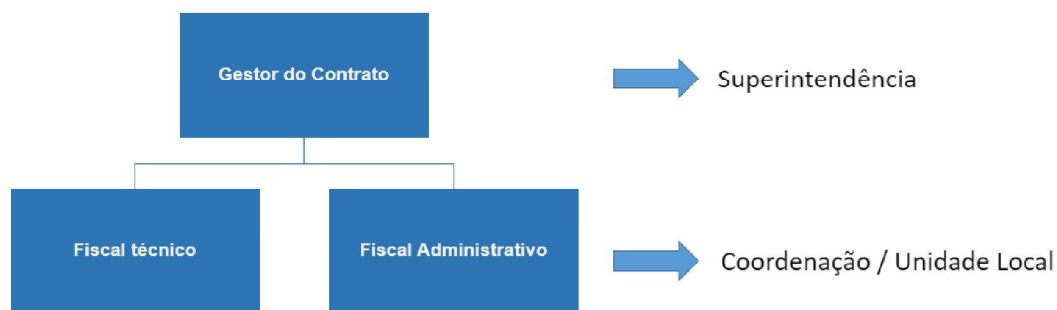 Gestor do Contrato
Superintendência
Fiscal técnico
Fiscal Administrativo
Coordenação / Unidade Local